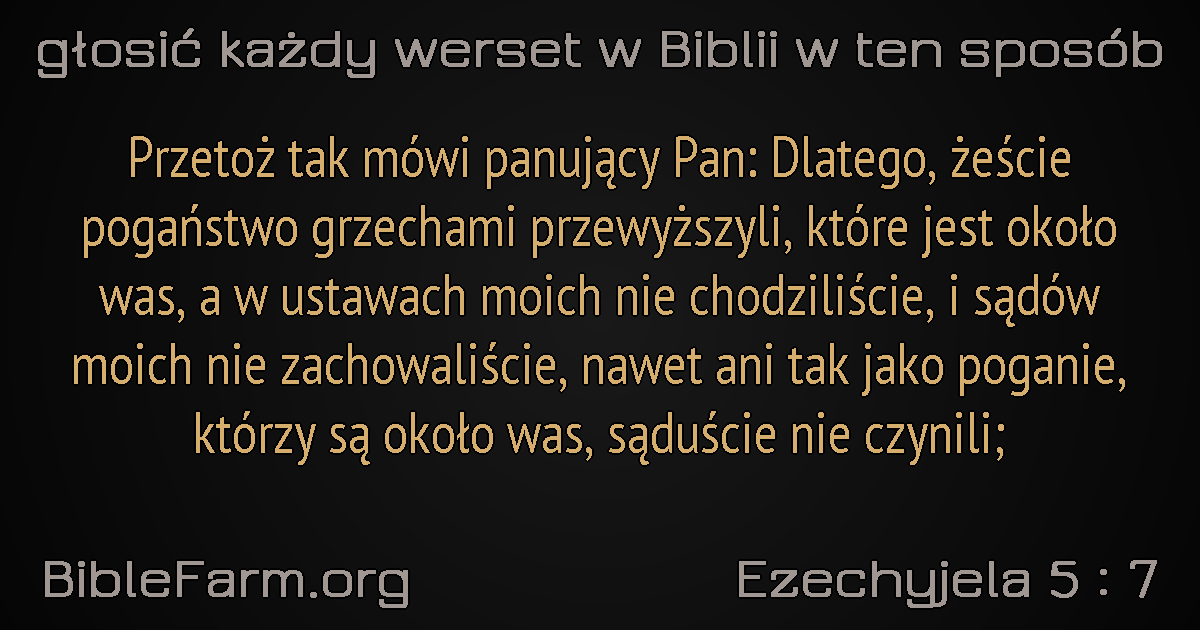 głosić każdy werset w Biblii w ten sposób
Przetoż tak mówi panujący Pan: Dlatego, żeście
pogaństwo grzechami przewyższyli, które jest około
was, a w ustawach moich nie chodziliście, i sądów
moich nie zachowaliście, nawet ani tak jako poganie,
którzy są około was, sąduście nie czynili;
BibleFarm.org
Ezechyjela 5 : 7